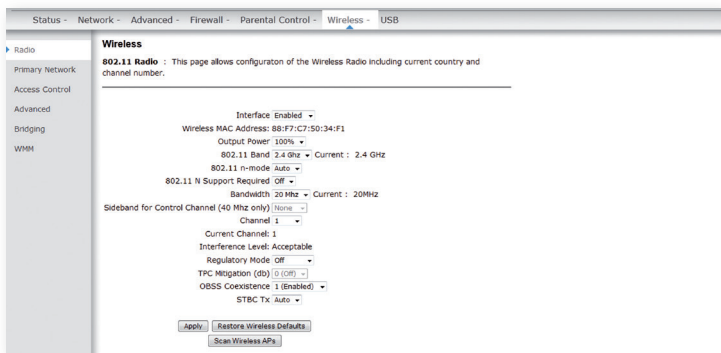 Status - Network - Advanced - Firewall - Parental Control - Wireless - USB
Radio
Primary Network
Access Control
Advanced
Bridging
WMM
Wireless
802.11 Radio : This page allows configuraton of the Wireless Radio including current country and
channel number.
Interface Enabled
Wireless MAC Address: 88:F7:C7:50:34:F1
Output Power 100%
802.11 Band 2.4 Ghz Current : 2.4 GHz
802.11 n-mode Auto
802.11 N Support Required Off
Bandwidth 20 Mhz Current : 20MHz
Sideband for Control Channel (40 Mhz only) None
Channel 1
Current Channel: 1
Interference Level: Acceptable
Regulatory Mode Off
TPC Mitigation (db) 0 (Off)
OBSS Coexistence 1 (Enabled)
STBC Tx Auto
Apply Restore Wireless Defaults
Scan Wireless APs